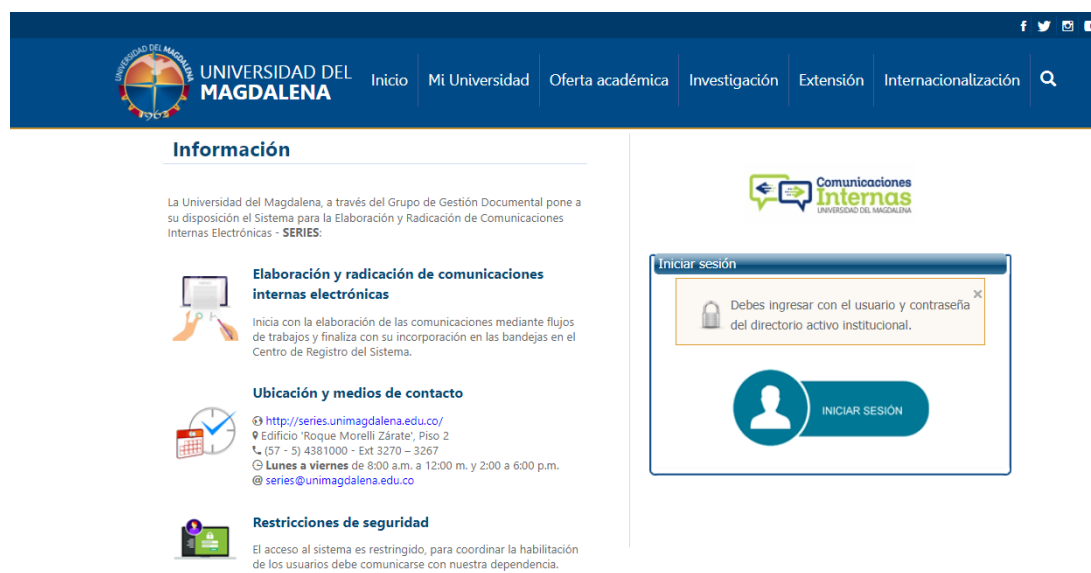 UNIVERSIDAD DEL MAGDALENA
1963
UNIVERSIDAD DEL
MAGDALENA
Inicio
Mi Universidad
Oferta académica
Investigación
Extensión
Internacionalización
Información
La Universidad del Magdalena, a través del Grupo de Gestión Documental pone a
su disposición el Sistema para la Elaboración y Radicación de Comunicaciones
Internas Electrónicas - SERIES:
Elaboración y radicación de comunicaciones
internas electrónicas
Inicia con la elaboración de las comunicaciones mediante flujos
de trabajos y finaliza con su incorporación en las bandejas en el
Centro de Registro del Sistema.
Ubicación y medios de contacto
http://series.unimagdalena.edu.co/
Edificio 'Roque Morelli Zárate', Piso 2
(57 - 5) 4381000 - Ext 3270 – 3267
Lunes a viernes de 8:00 a.m. a 12:00 m. y 2:00 a 6:00 p.m.
@ series@unimagdalena.edu.co
Restricciones de seguridad
El acceso al sistema es restringido, para coordinar la habilitación
de los usuarios debe comunicarse con nuestra dependencia.
Comunicaciones
Internas
UNIVERSIDAD DEL MAGDALENA
Iniciar sesión
Debes ingresar con el usuario y contraseña
del directorio activo institucional.
INICIAR SESIÓN